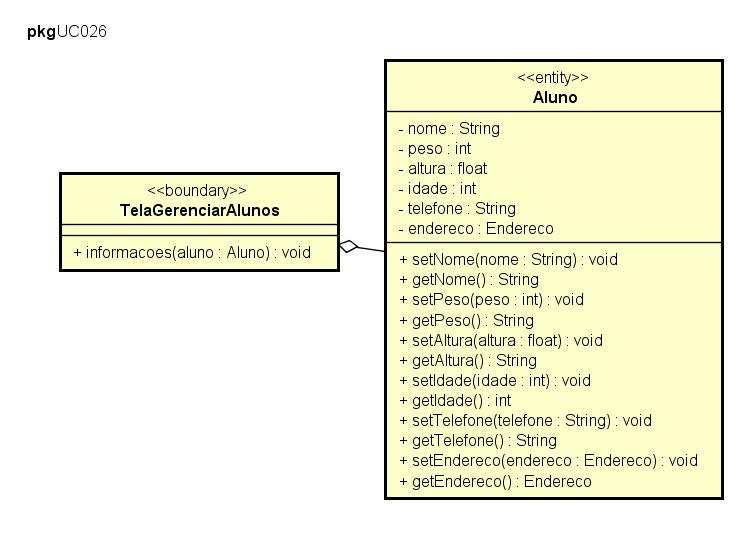 pkgUC026
<<entity>>
Aluno
- nome : String
- peso : int
- altura : float
- idade : int
- telefone : String
- endereco : Endereco
+ setNome(nome : String) : void
+ getNome() : String
+ setPeso(peso : int) : void
+ getPeso() : String
+ setAltura(altura : float) : void
+ getAltura() : String
+ setIdade(idade : int) : void
+ getIdade() : int
+ setTelefone(telefone : String) : void
+ getTelefone() : String
+ setEndereco(endereco : Endereco) : void
+ getEndereco() : Endereco
<<boundary>>
TelaGerenciarAlunos
+ informacoes(aluno : Aluno) : void